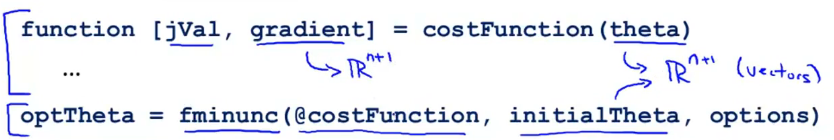 function [jVal, gradient] = costFunction(theta)
ℝⁿ⁺¹ ℝⁿ⁺¹ (vectors)
...
optTheta = fminunc(@costFunction, initialTheta, options)